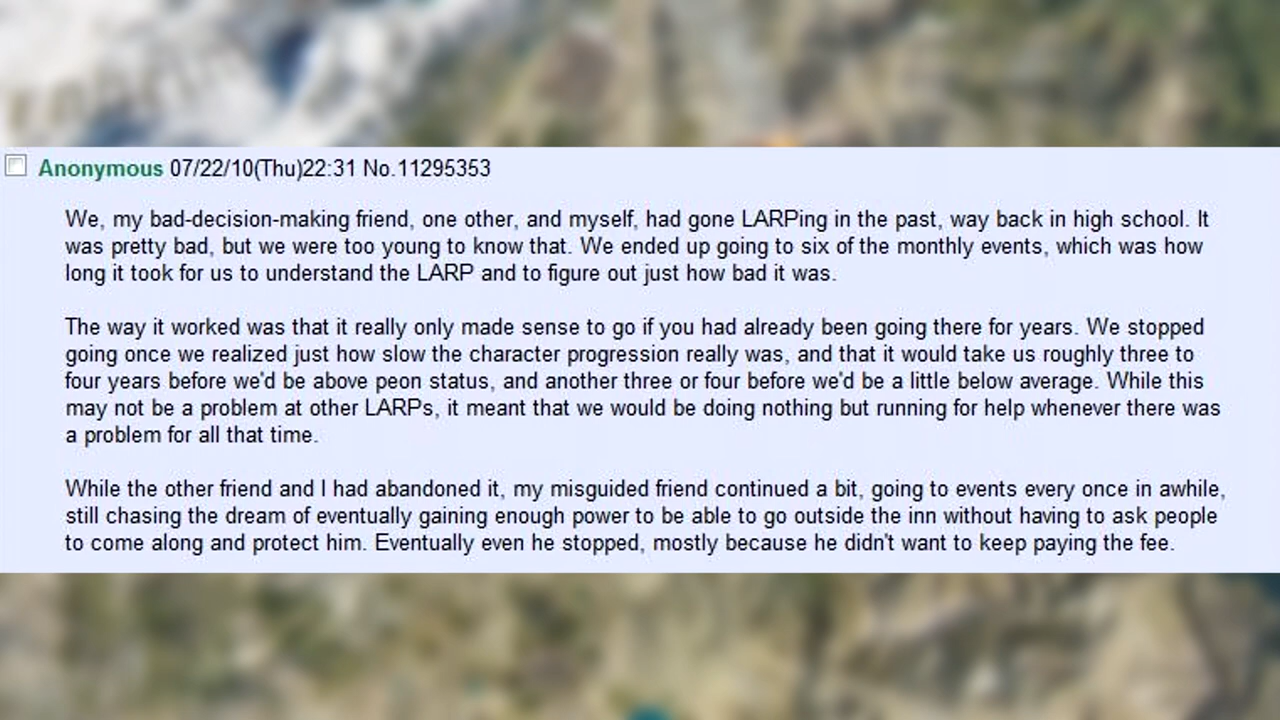 Anonymous 07/22/10(Thu)22:31 No.11295353
We, my bad-decision-making friend, one other, and myself, had gone LARPing in the past, way back in high school. It
was pretty bad, but we were too young to know that. We ended up going to six of the monthly events, which was how
long it took for us to understand the LARP and to figure out just how bad it was.
The way it worked was that it really only made sense to go if you had already been going there for years. We stopped
going once we realized just how slow the character progression really was, and that it would take us roughly three to
four years before we'd be above peon status, and another three or four before we'd be a little below average. While this
may not be a problem at other LARPs, it meant that we would be doing nothing but running for help whenever there was
a problem for all that time.
While the other friend and I had abandoned it, my misguided friend continued a bit, going to events every once in awhile,
still chasing the dream of eventually gaining enough power to be able to go outside the inn without having to ask people
to come along and protect him. Eventually even he stopped, mostly because he didn't want to keep paying the fee.